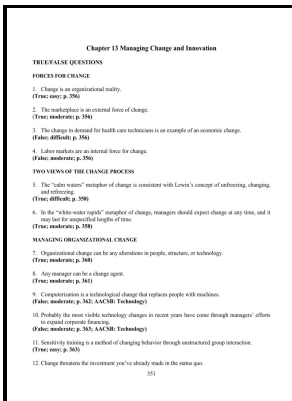 Chapter 13 Managing Change and Innovation
TRUE/FALSE QUESTIONS
FORCES FOR CHANGE
1. Change is an organizational reality.
(True; easy; p. 356)
2. The marketplace is an external force of change.
(True; moderate; p. 356)
3. The change in demand for health care technicians is an example of an economic change.
(False; difficult; p. 356)
4. Labor markets are an internal force for change.
(False; moderate; p. 356)
TWO VIEWS OF THE CHANGE PROCESS
5. The “calm waters” metaphor of change is consistent with Lewin’s concept of unfreezing, changing,
and refreezing.
(True; difficult; p. 358)
6. In the “white-water rapids” metaphor of change, managers should expect change at any time, and it
may last for unspecified lengths of time.
(True; moderate; p. 358)
MANAGING ORGANIZATIONAL CHANGE
7. Organizational change can be any alterations in people, structure, or technology.
(True; moderate; p. 360)
8. Any manager can be a change agent.
(True; moderate; p. 361)
9. Computerization is a technological change that replaces people with machines.
(False; moderate; p. 362; AACSB: Technology)
10. Probably the most visible technology changes in recent years have come through managers’ efforts
to expand corporate financing.
(False; moderate; p. 363; AACSB: Technology)
11. Sensitivity training is a method of changing behavior through unstructured group interaction.
(True; easy; p. 363)
12. Change threatens the investment you’ve already made in the status quo.
351